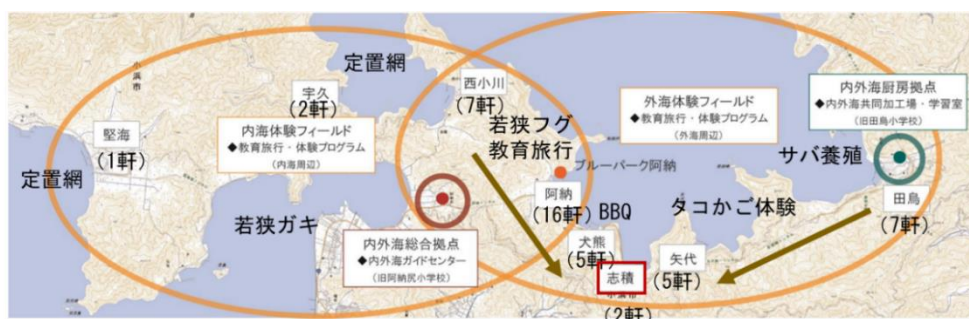 定置網
小浜市
宇久
(2軒)
西小川
(7軒)
内外海厨房拠点
◆内外海共同加工場・学習室
(旧田烏小学校)
堅海
(1軒)
内海体験フィールド
◆教育旅行・体験プログラム
(内海周辺)
外海体験フィールド
◆教育旅行・体験プログラム
(外海周辺)
若狭フグ
教育旅行
サバ養殖
定置網
ブルーパーク阿納
阿納
(16軒)
BBQ
タコかご体験
田烏
(7軒)
若狭ガキ
内外海総合拠点
◆内外海ガイドセンター
(旧阿納尻小学校)
犬熊
(5軒)
志積
(2軒)
矢代
(5軒)